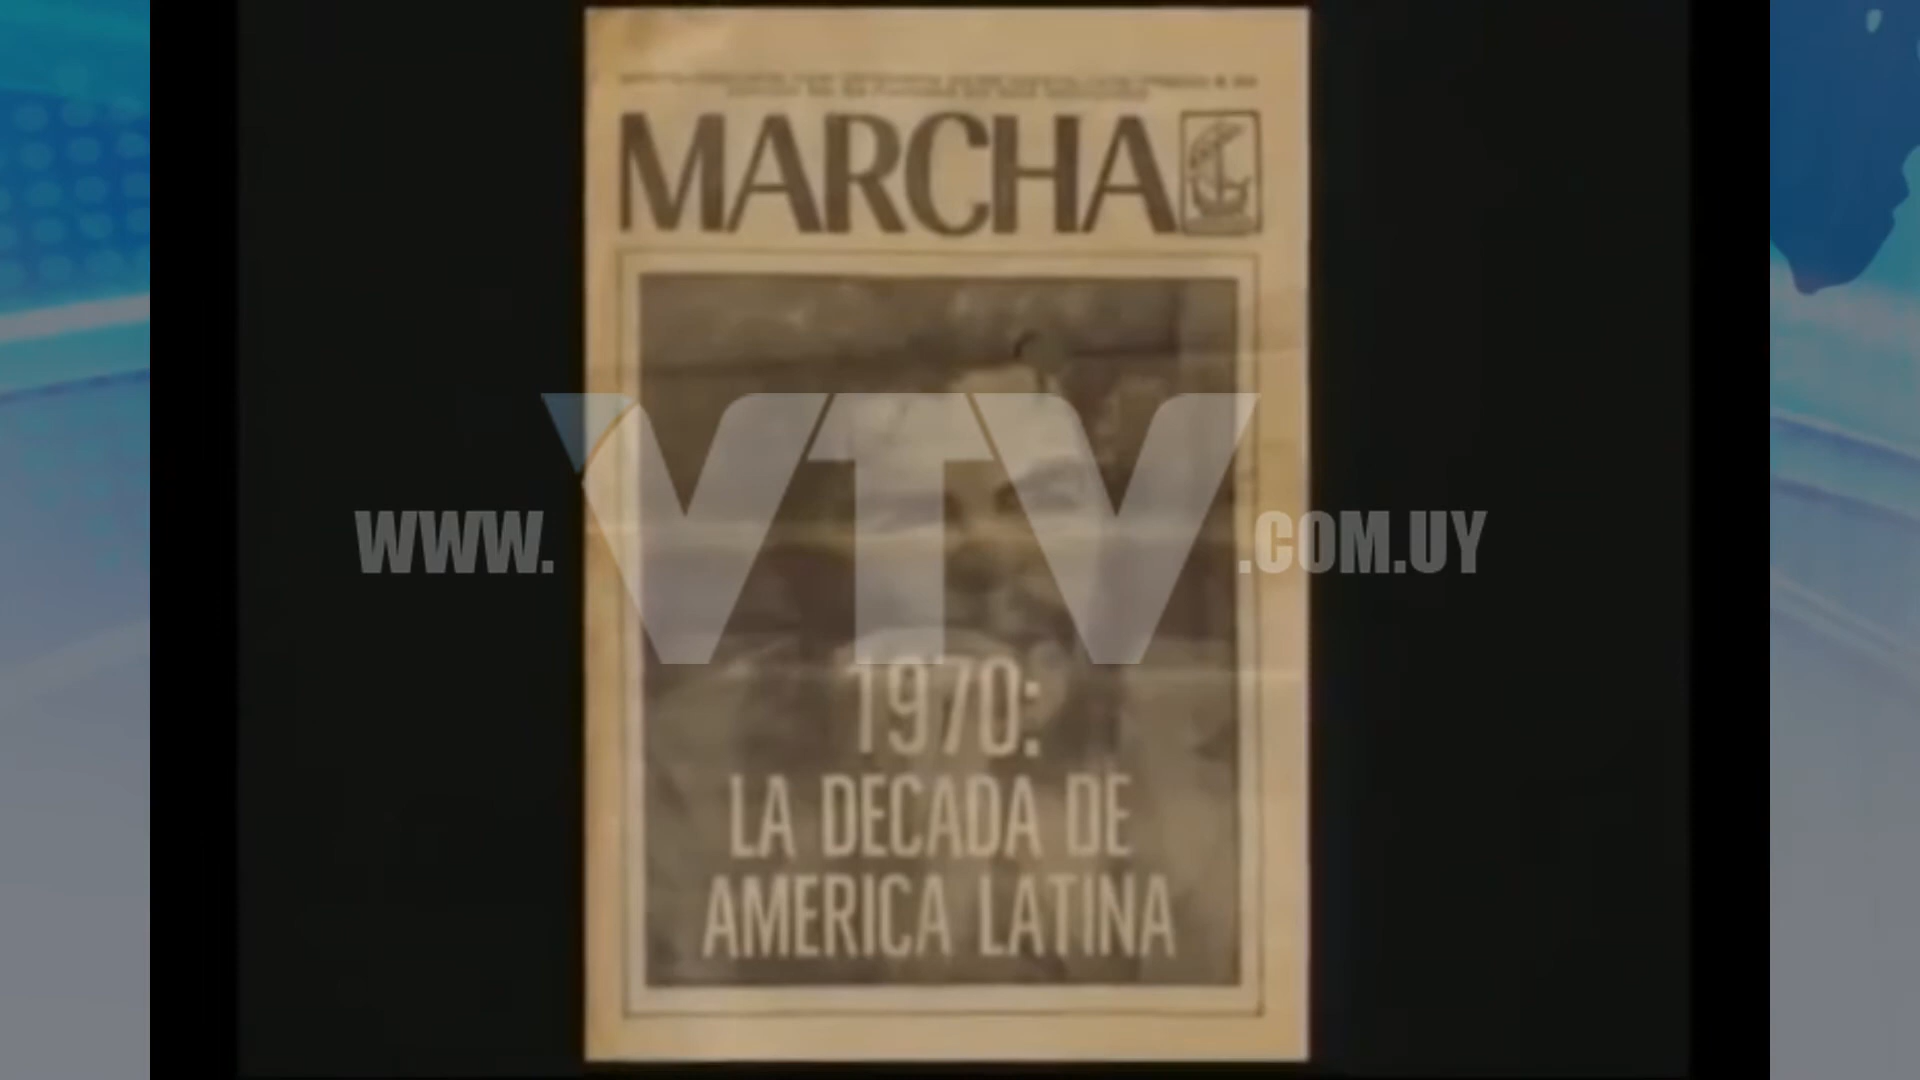 MARCHA
WWW.VTV.COM.UY
1970:
LA DECADA DE
AMERICA LATINA